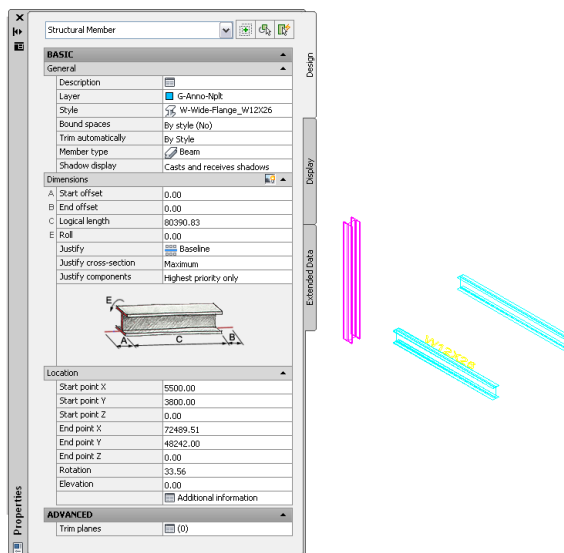 Structural Member
Design
BASIC
General
Description
Layer G-Anno-Nplt
Style W-Wide-Flange_W12X26
Bound spaces By style (No)
Trim automatically By Style
Member type Beam
Shadow display Casts and receives shadows
Display
Dimensions
A Start offset 0.00
B End offset 0.00
C Logical length 80390.83
E Roll 0.00
Justify Baseline
Justify cross-section Maximum
Justify components Highest priority only
Extended Data
E
A C B
W12X26
Location
Start point X 5500.00
Start point Y 3800.00
Start point Z 0.00
End point X 72489.51
End point Y 48242.00
End point Z 0.00
Rotation 33.56
Elevation 0.00
Additional information
ADVANCED
Trim planes (0)
Properties